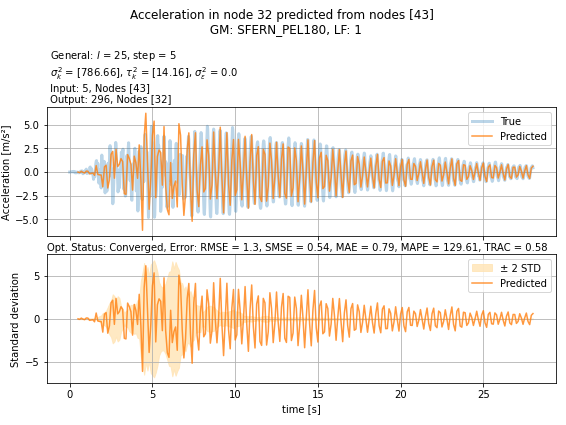 Acceleration in node 32 predicted from nodes [43]
GM: SFERN_PEL180, LF: 1
General: l = 25, step = 5
σ²ₖ = [786.66], τ²ₖ = [14.16], σ²ₑ = 0.0
Input: 5, Nodes [43]
Output: 296, Nodes [32]
Acceleration [m/s²]
5.0
2.5
0.0
−2.5
−5.0
True
Predicted
Opt. Status: Converged, Error: RMSE = 1.3, SMSE = 0.54, MAE = 0.79, MAPE = 129.61, TRAC = 0.58
Standard deviation
5
0
−5
± 2 STD
Predicted
0
5
10
15
20
25
time [s]